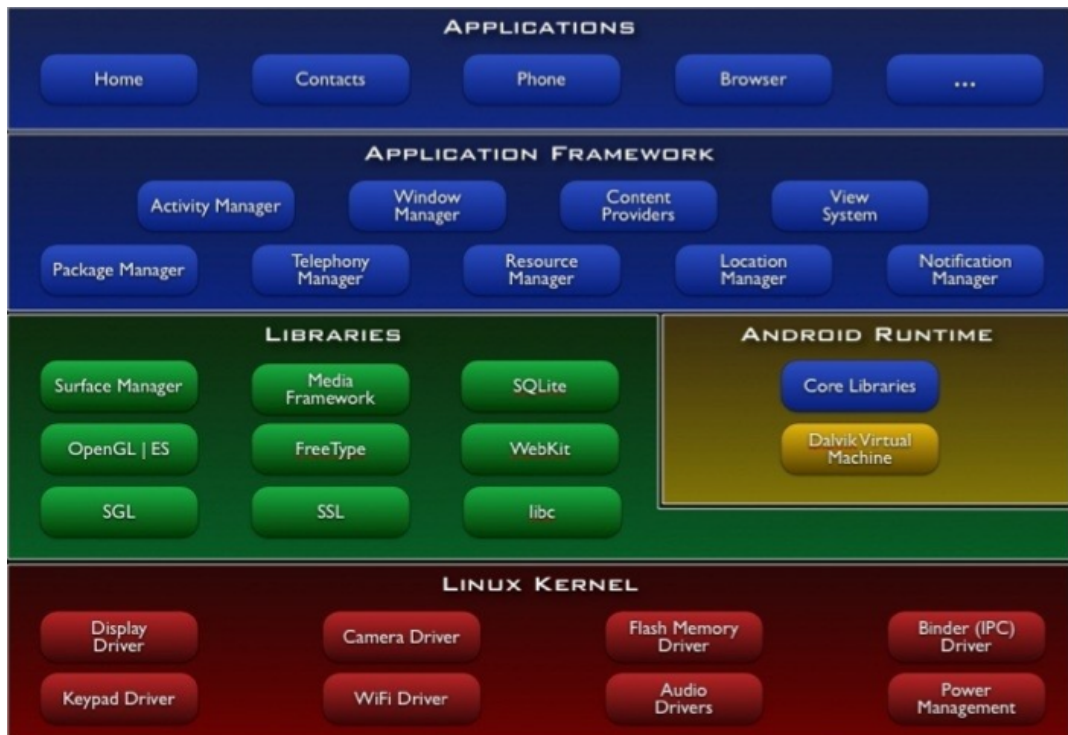 APPLICATIONS
Home
Contacts
Phone
Browser
...
APPLICATION FRAMEWORK
Activity Manager
Window
Manager
Content
Providers
View
System
Package Manager
Telephony
Manager
Resource
Manager
Location
Manager
Notification
Manager
LIBRARIES
Surface Manager
Media
Framework
SQLite
OpenGL | ES
FreeType
WebKit
SGL
SSL
libc
ANDROID RUNTIME
Core Libraries
Dalvik Virtual
Machine
LINUX KERNEL
Display
Driver
Camera Driver
Flash Memory
Driver
Binder (IPC)
Driver
Keypad Driver
WiFi Driver
Audio
Drivers
Power
Management